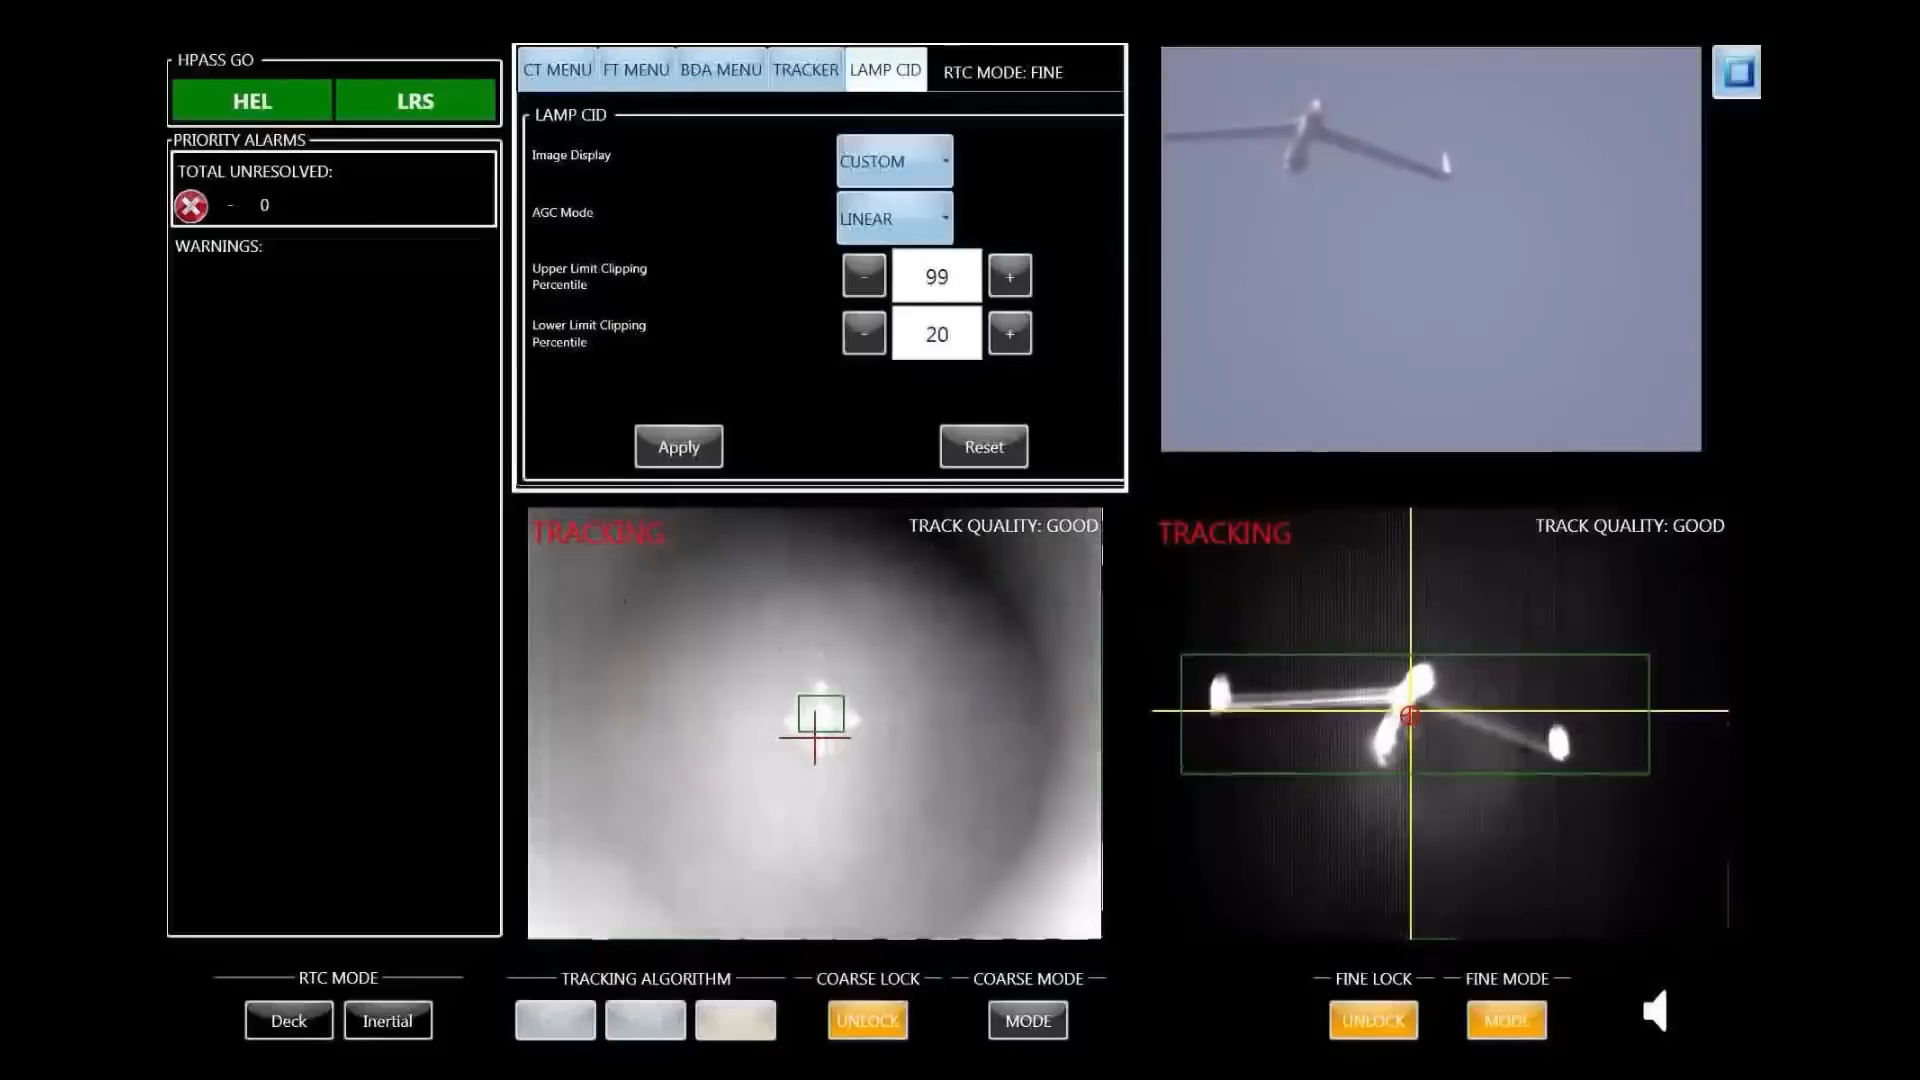 HPASS GO
HEL
LRS
PRIORITY ALARMS
TOTAL UNRESOLVED:
- 0
WARNINGS:
CT MENU
FT MENU
BDA MENU
TRACKER
LAMP CID
RTC MODE: FINE
LAMP CID
Image Display
CUSTOM
AGC Mode
LINEAR
Upper Limit Clipping
Percentile
-
99
+
Lower Limit Clipping
Percentile
-
20
+
Apply
Reset
TRACKING
TRACK QUALITY: GOOD
TRACKING
TRACK QUALITY: GOOD
RTC MODE
Deck
Inertial
TRACKING ALGORITHM
COARSE LOCK
UNLOCK
COARSE MODE
MODE
FINE LOCK
UNLOCK
FINE MODE
MODE